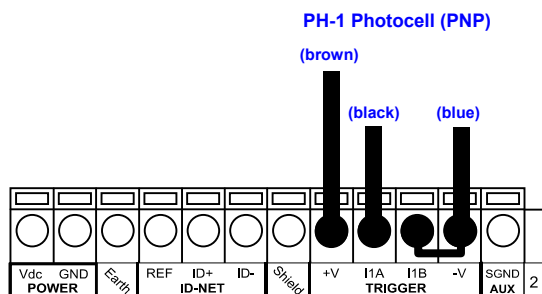 PH-1 Photocell (PNP)
(brown)
(black) (blue)
Vdc GND Earth REF ID+ ID- Shield +V I1A I1B -V SGND 2
POWER ID-NET TRIGGER AUX